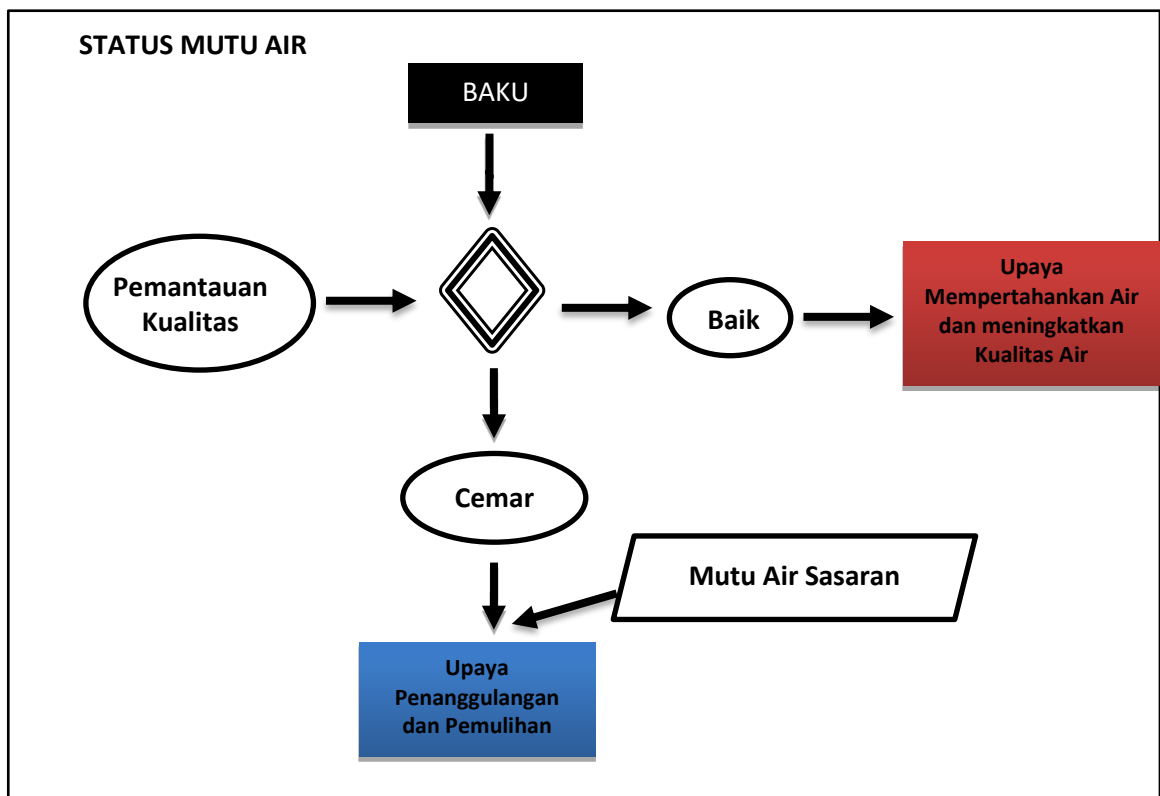 STATUS MUTU AIR
BAKU
Pemantauan
Kualitas
Baik
Upaya
Mempertahankan Air
dan meningkatkan
Kualitas Air
Cemar
Mutu Air Sasaran
Upaya
Penanggulangan
dan Pemulihan